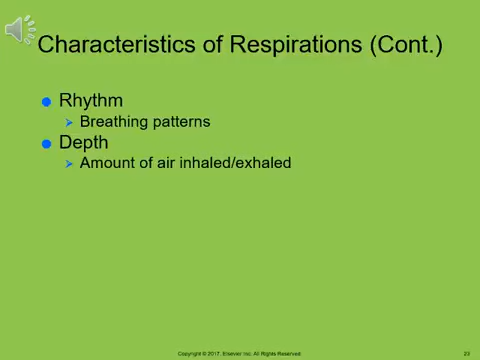 Characteristics of Respirations (Cont.)
Rhythm
Breathing patterns
Depth
Amount of air inhaled/exhaled
Copyright © 2017, Elsevier Inc. All Rights Reserved.
23